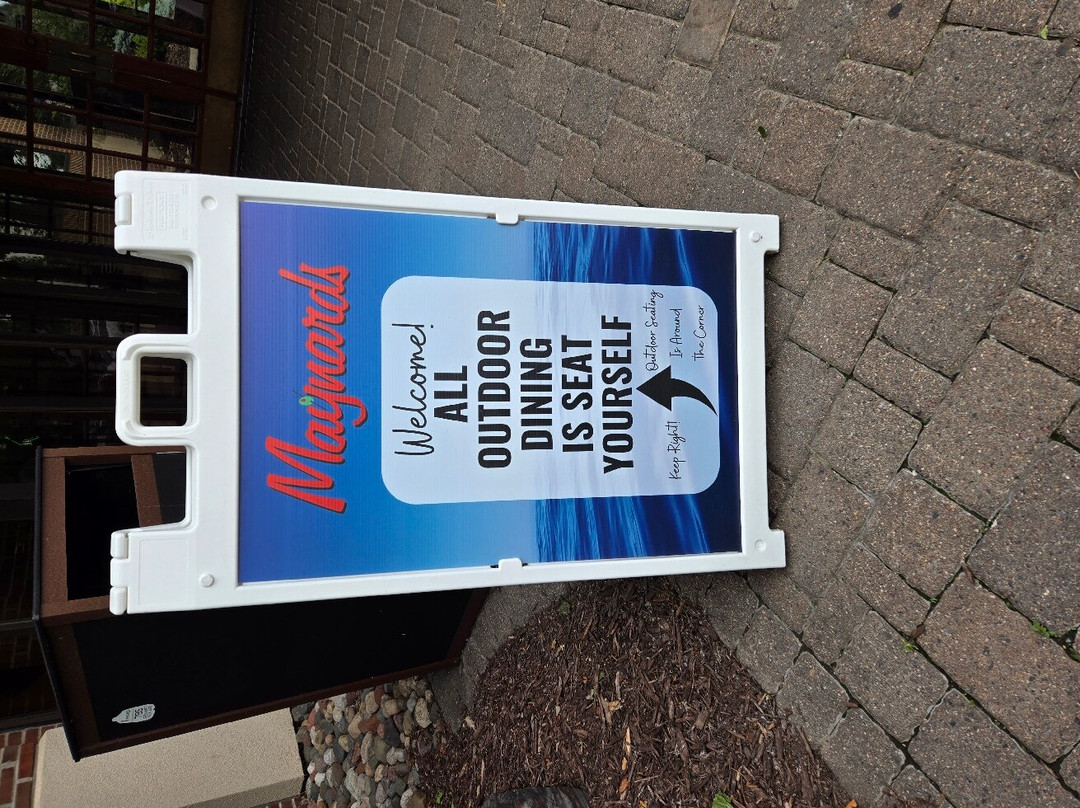 Maynards
Welcome!
ALL
OUTDOOR
DINING
IS SEAT
YOURSELF
Keep Right!
Outdoor Seating
Is Around
The Corner